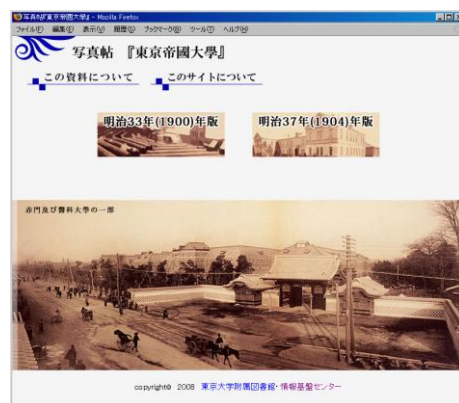 写真帖『東京帝國大學』 - Mozilla Firefox
ファイル(F) 編集(E) 表示(V) 履歴(S) ブックマーク(B) ツール(T) ヘルプ(H)
写真帖 『東京帝國大學』
この資料について このサイトについて
明治33年(1900)年版 明治37年(1904)年版
赤門及び醫科大學の一部
copyright© 2008 東京大学附属図書館・情報基盤センター